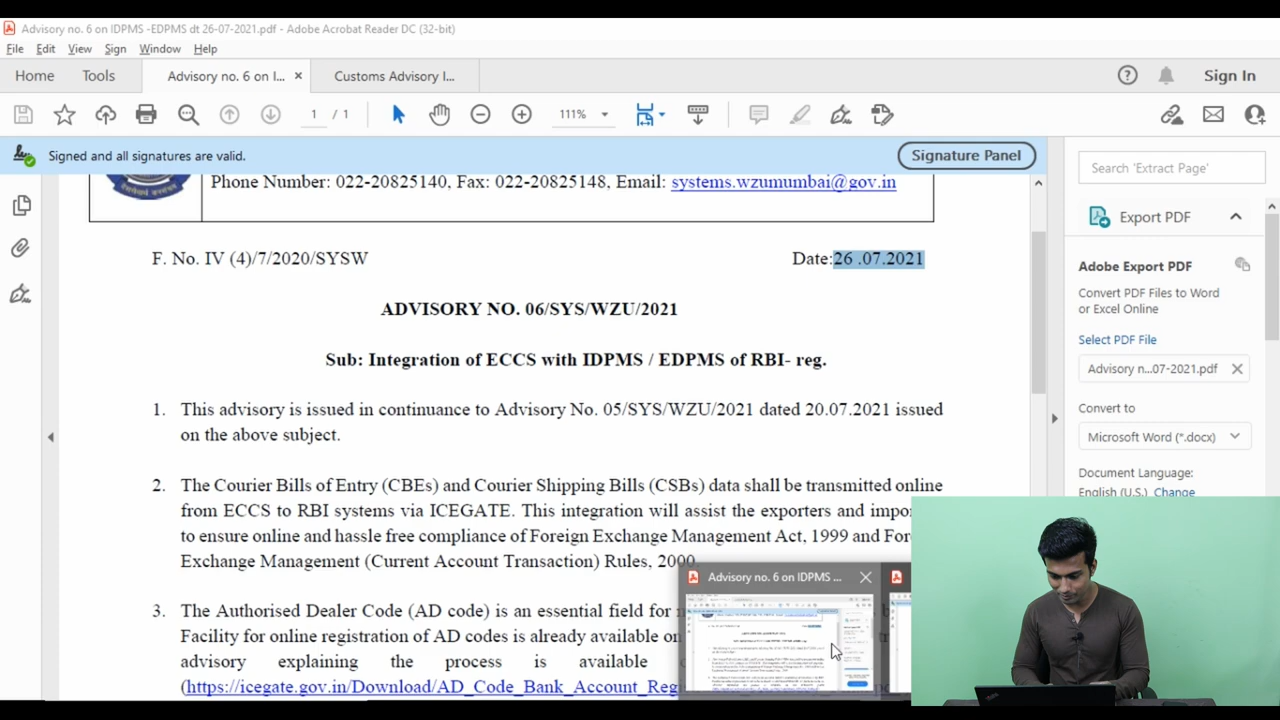 Advisory no. 6 on IDPMS -EDPMS dt 26-07-2021.pdf - Adobe Acrobat Reader DC (32-bit)
File Edit View Sign Window Help
Home Tools Advisory no. 6 on I... × Customs Advisory I... Sign In
1 / 1 111%
Signed and all signatures are valid. Signature Panel
Phone Number: 022-20825140, Fax: 022-20825148, Email: systems.wzumumbai@gov.in
F. No. IV (4)/7/2020/SYSW Date:26 .07.2021
ADVISORY NO. 06/SYS/WZU/2021
Sub: Integration of ECCS with IDPMS / EDPMS of RBI- reg.
1. This advisory is issued in continuance to Advisory No. 05/SYS/WZU/2021 dated 20.07.2021 issued
on the above subject.
2. The Courier Bills of Entry (CBEs) and Courier Shipping Bills (CSBs) data shall be transmitted online
from ECCS to RBI systems via ICEGATE. This integration will assist the exporters and impor
to ensure online and hassle free compliance of Foreign Exchange Management Act, 1999 and For
Exchange Management (Current Account Transaction) Rules, 2000.
3. The Authorised Dealer Code (AD code) is an essential field for
Facility for online registration of AD codes is already available on
advisory explaining the process is available
(https://icegate.gov.in/Download/AD_Code_Bank_Account_Reg
Advisory no. 6 on IDPMS ...
Search 'Extract Page'
Export PDF
Adobe Export PDF
Convert PDF Files to Word
or Excel Online
Select PDF File
Advisory n...07-2021.pdf
Convert to
Microsoft Word (*.docx)
Document Language:
English (U.S.) Change